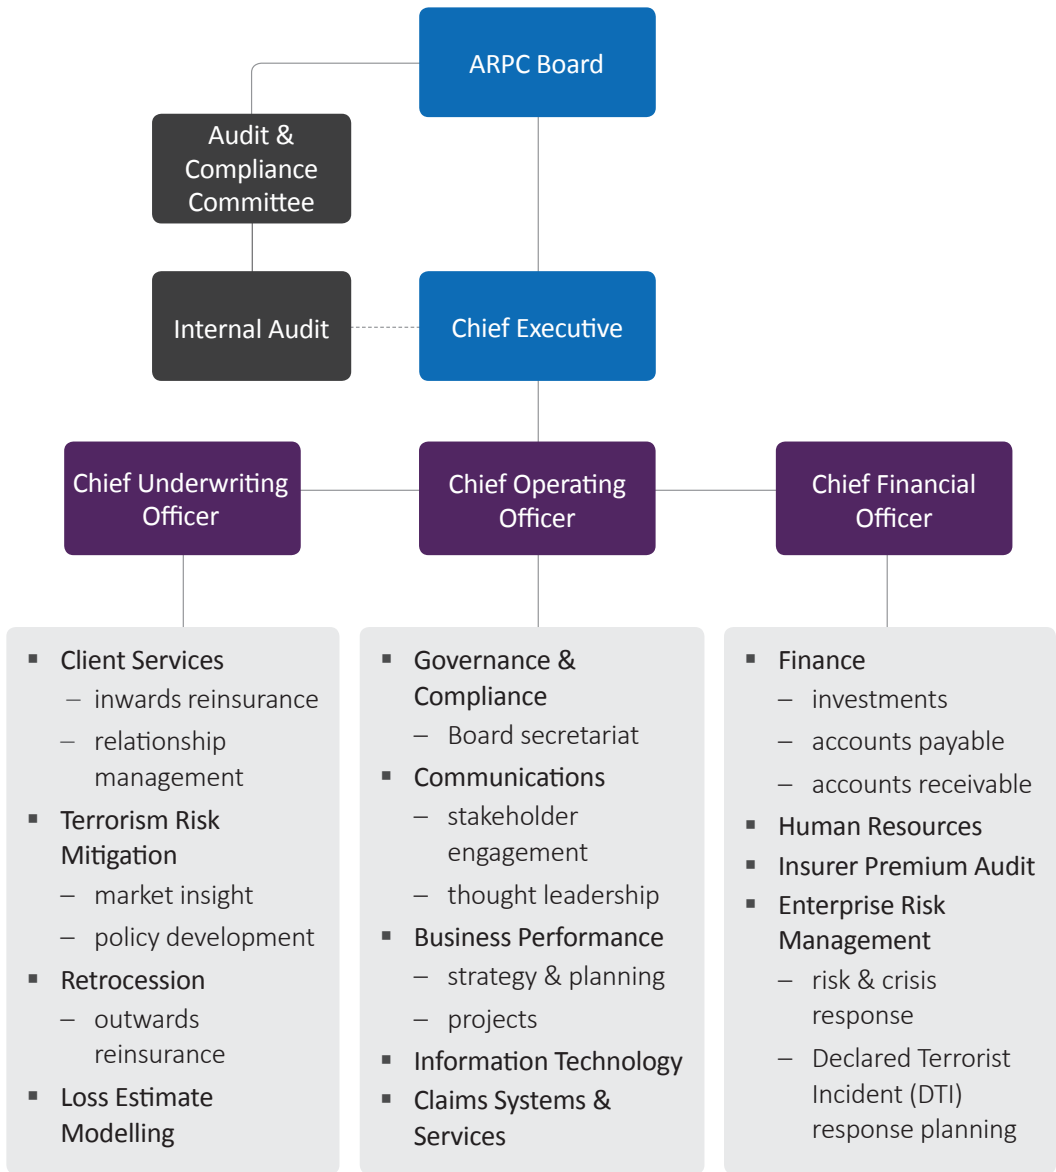 ARPC Board
Audit &
Compliance
Committee
Internal Audit
Chief Executive
Chief Underwriting
Officer
Chief Operating
Officer
Chief Financial
Officer
▪ Client Services
– inwards reinsurance
– relationship
management
▪ Terrorism Risk
Mitigation
– market insight
– policy development
▪ Retrocession
– outwards
reinsurance
▪ Loss Estimate
Modelling
▪ Governance &
Compliance
– Board secretariat
▪ Communications
– stakeholder
engagement
– thought leadership
▪ Business Performance
– strategy & planning
– projects
▪ Information Technology
▪ Claims Systems &
Services
▪ Finance
– investments
– accounts payable
– accounts receivable
▪ Human Resources
▪ Insurer Premium Audit
▪ Enterprise Risk
Management
– risk & crisis
response
– Declared Terrorist
Incident (DTI)
response planning